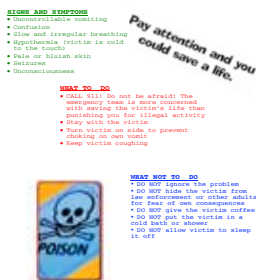 SIGNS AND SYMPTOMS
• Uncontrollable vomiting
• Confusion
• Slow and irregular breathing
• Hypothermia (victim is cold
to the touch)
• Pale or bluish skin
• Seizures
• Unconsciousness
Pay attention and you
could save a life.
WHAT TO DO
• CALL 911! Do not be afraid! The
emergency team is more concerned
with saving the victim's life than
punishing you for illegal activity
• Stay with the victim
• Turn victim on side to prevent
choking on own vomit
• Keep victim coughing
WHAT NOT TO DO
• DO NOT ignore the problem
• DO NOT hide the victim from
law enforcement or other adults
for fear of own consequences
• DO NOT give the victim coffee
• DO NOT put the victim in a
cold bath or shower
• DO NOT allow victim to sleep
it off
POISON